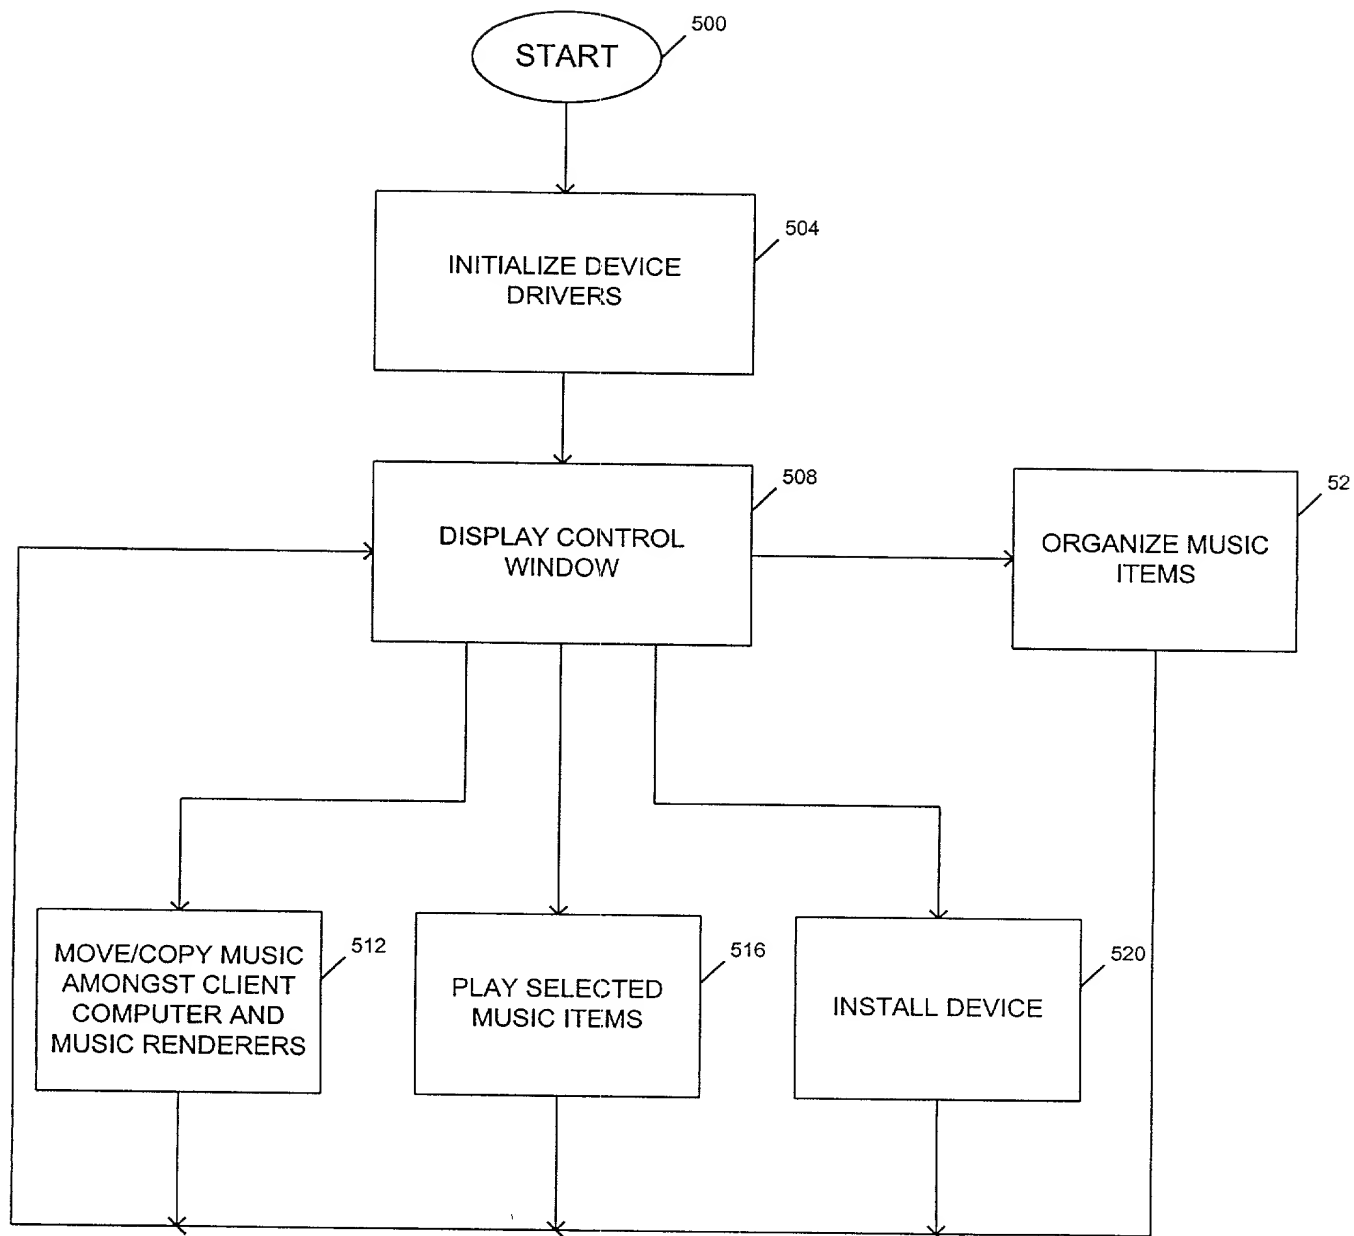 START
500
INITIALIZE DEVICE
DRIVERS
504
DISPLAY CONTROL
WINDOW
508
ORGANIZE MUSIC
ITEMS
52
MOVE/COPY MUSIC
AMONGST CLIENT
COMPUTER AND
MUSIC RENDERERS
512
PLAY SELECTED
MUSIC ITEMS
516
INSTALL DEVICE
520